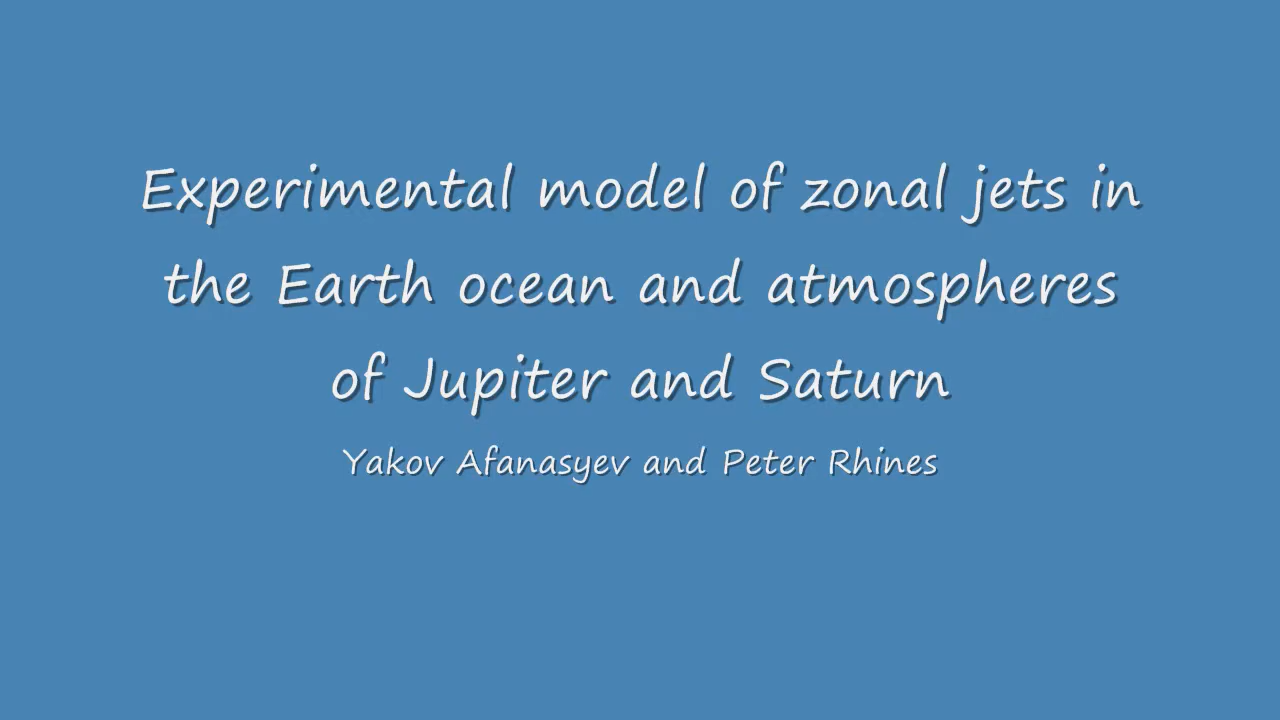 Experimental model of zonal jets in
the Earth ocean and atmospheres
of Jupiter and Saturn
Yakov Afanasyev and Peter Rhines